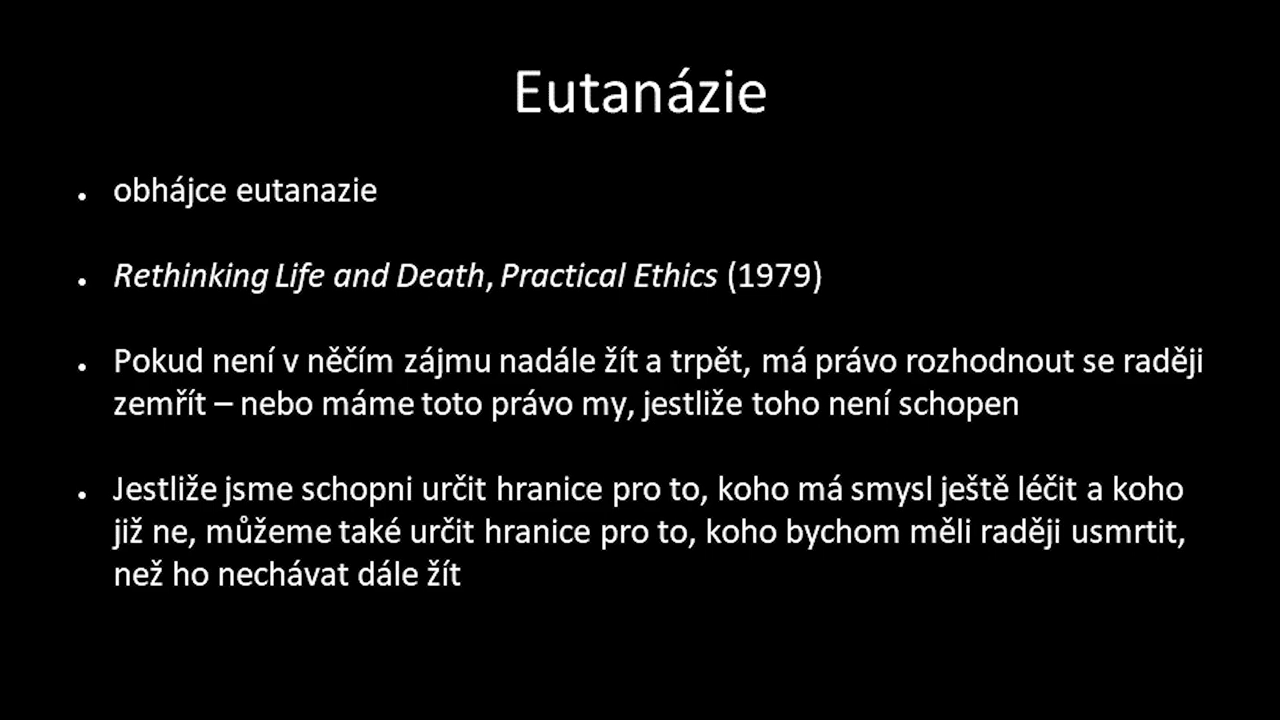 Eutanázie
• obhájce eutanazie
• Rethinking Life and Death, Practical Ethics (1979)
• Pokud není v něčím zájmu nadále žít a trpět, má právo rozhodnout se raději
zemřít – nebo máme toto právo my, jestliže toho není schopen
• Jestliže jsme schopni určit hranice pro to, koho má smysl ještě léčit a koho
již ne, můžeme také určit hranice pro to, koho bychom měli raději usmrtit,
než ho nechávat dále žít